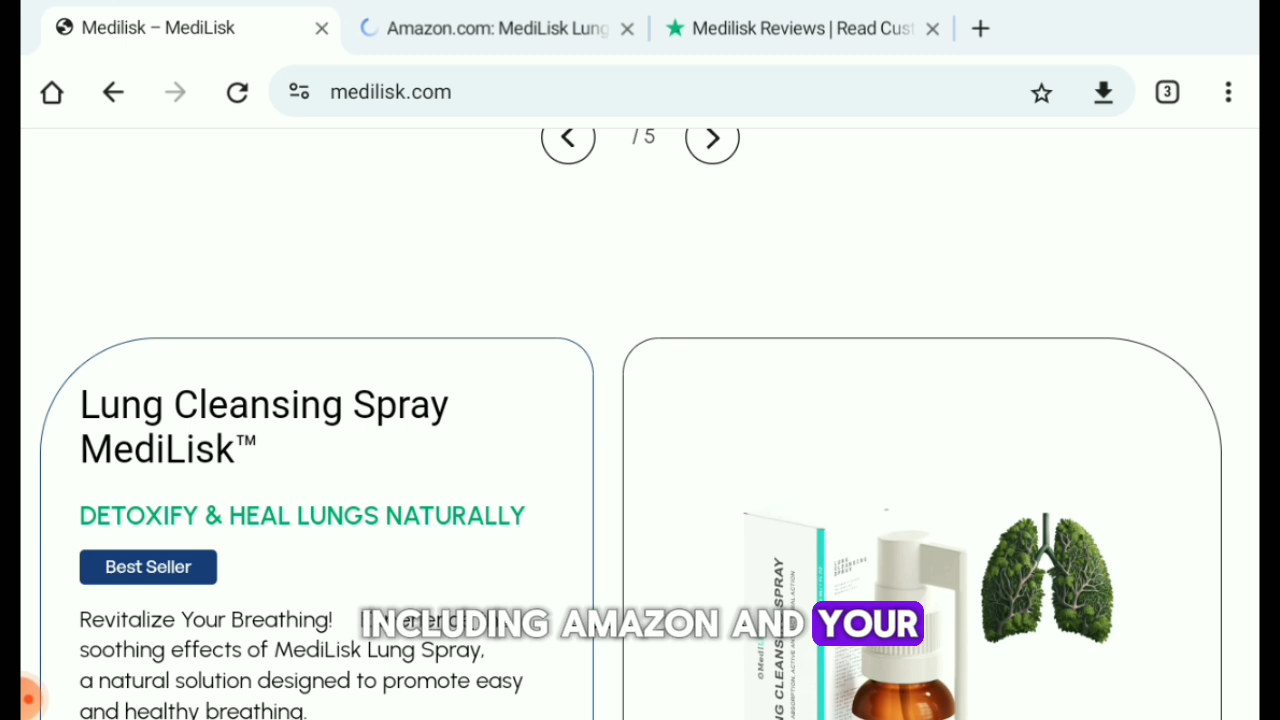 Medilisk – MediLisk
Amazon.com: MediLisk Lung
Medilisk Reviews | Read Cust
medilisk.com
3
/ 5
Lung Cleansing Spray
MediLisk™
DETOXIFY & HEAL LUNGS NATURALLY
Best Seller
Revitalize Your Breathing!
INCLUDING AMAZON AND YOUR
soothing effects of MediLisk Lung Spray,
a natural solution designed to promote easy
and healthy breathing.
LUNG
CLEANSING
SPRAY